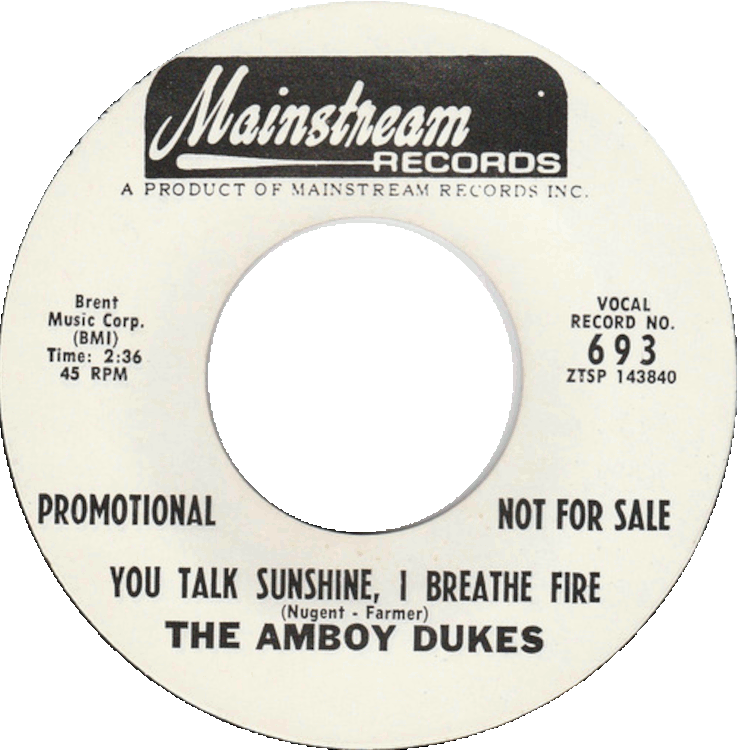 Mainstream
RECORDS
A PRODUCT OF MAINSTREAM RECORDS INC.
Brent
Music Corp.
(BMI)
Time: 2:36
45 RPM
VOCAL
RECORD NO.
693
ZTSP 143840
PROMOTIONAL
NOT FOR SALE
YOU TALK SUNSHINE, I BREATHE FIRE
(Nugent - Farmer)
THE AMBOY DUKES